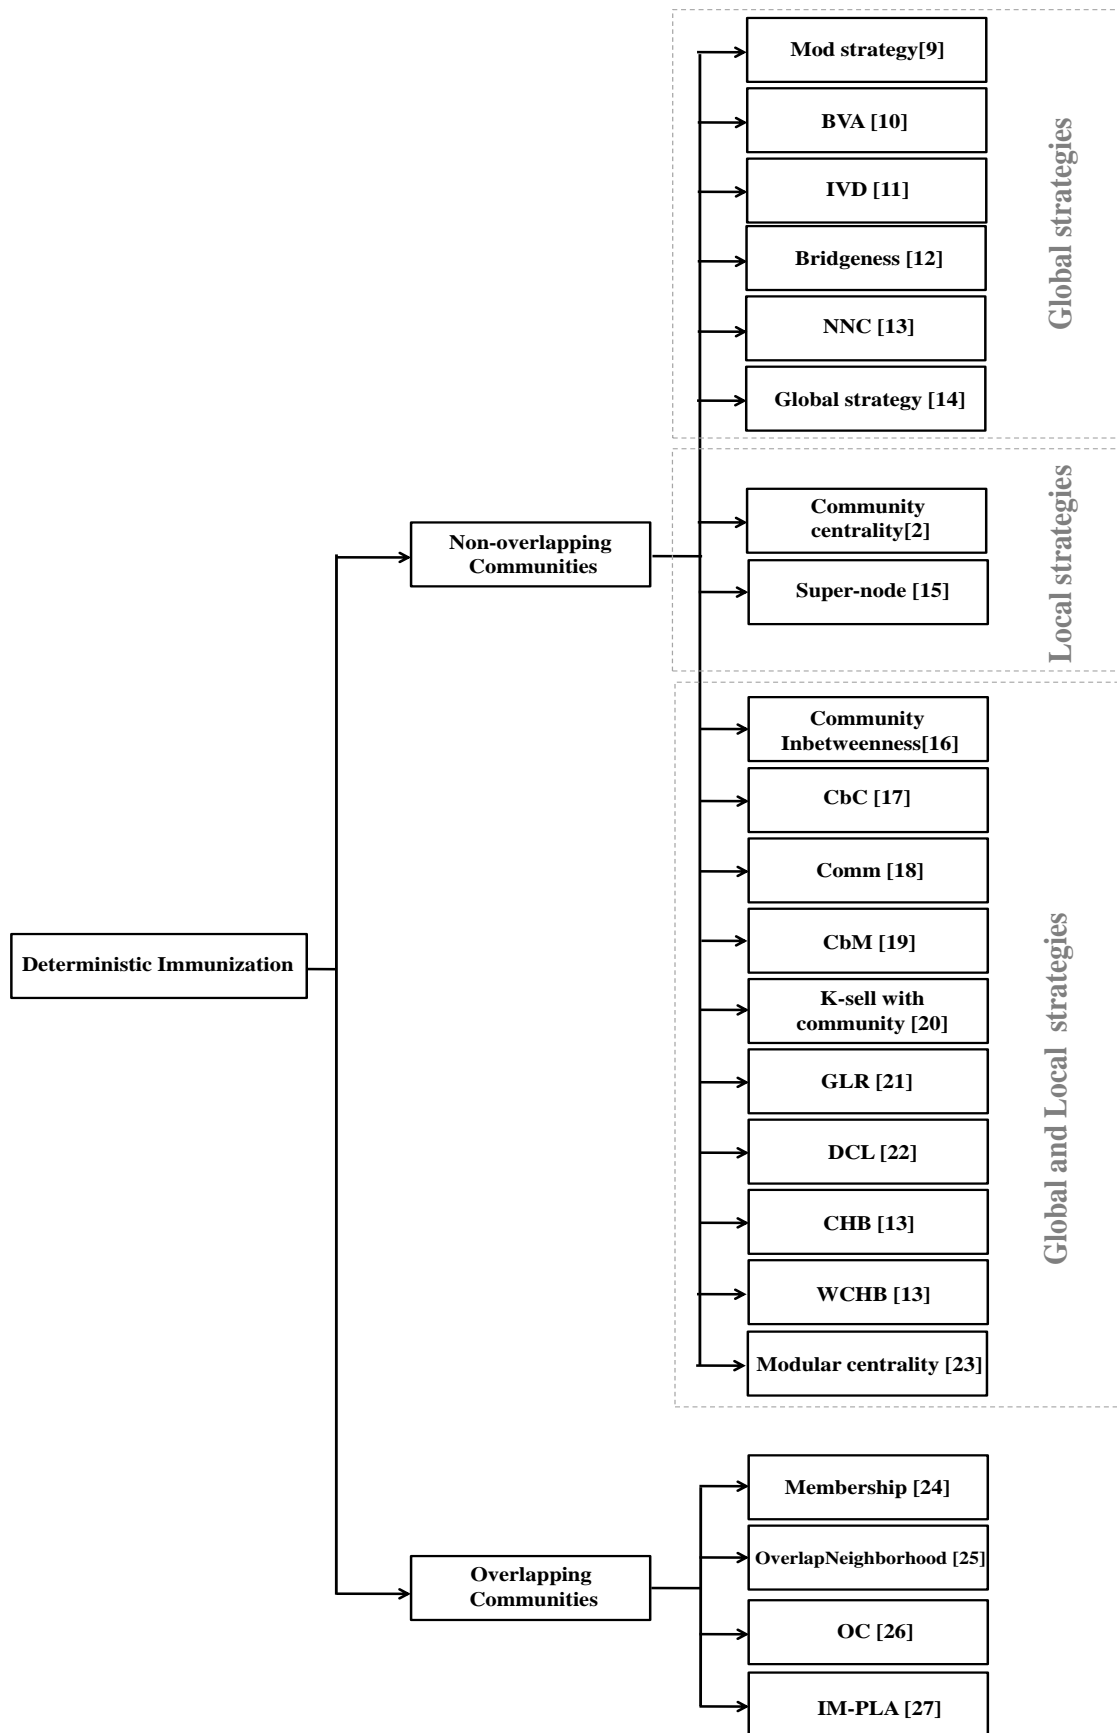 Mod strategy[9]
BVA [10]
IVD [11]
Bridgeness [12]
NNC [13]
Global strategy [14]
Global strategies
Non-overlapping
Communities
Community
centrality[2]
Super-node [15]
Local strategies
Community
Inbetweenness[16]
CbC [17]
Comm [18]
CbM [19]
K-sell with
community [20]
GLR [21]
DCL [22]
CHB [13]
WCHB [13]
Modular centrality [23]
Global and Local strategies
Deterministic Immunization
Overlapping
Communities
Membership [24]
OverlapNeighborhood [25]
OC [26]
IM-PLA [27]